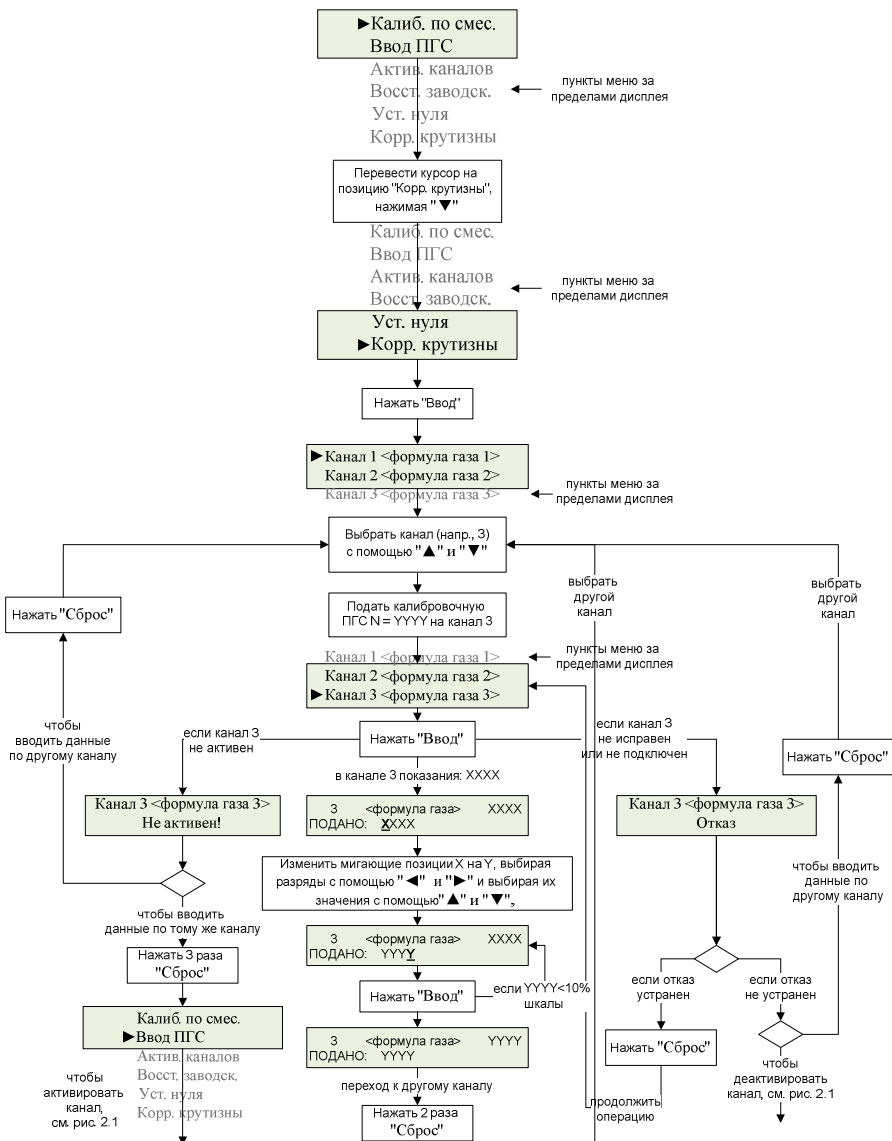 ►Калиб. по смес.
Ввод ПГС
Актив. каналов
Восст. заводск.
Уст. нуля
Корр. крутизны
пункты меню за
пределами дисплея
Перевести курсор на
позицию "Корр. крутизны",
нажимая "▼"
Калиб. по смес.
Ввод ПГС
Актив. каналов
Восст. заводск.
пункты меню за
пределами дисплея
Уст. нуля
►Корр. крутизны
Нажать "Ввод"
►Канал 1 <формула газа 1>
Канал 2 <формула газа 2>
Канал 3 <формула газа 3>
пункты меню за
пределами дисплея
Выбрать канал (напр., 3)
с помощью "▲" и "▼"
Нажать "Сброс"
Подать калибровочную
ПГС N = YYYY на канал 3
выбрать
другой
канал
выбрать
другой
канал
Канал 1 <формула газа 1>
Канал 2 <формула газа 2>
►Канал 3 <формула газа 3>
пункты меню за
пределами дисплея
чтобы
вводить данные
по другому каналу
если канал 3
не активен
Нажать "Ввод"
если канал 3
не исправен
или не подключен
Нажать "Сброс"
в канале 3 показания: XXXX
Канал 3 <формула газа 3>
Не активен!
3 <формула газа> XXXX
ПОДАНО: XXXX
Канал 3 <формула газа 3>
Отказ
Изменить мигающие позиции X на Y, выбирая
разряды с помощью "◄" и "►" и выбирая их
значения с помощью"▲" и "▼",
чтобы вводить
данные по
другому каналу
чтобы вводить
данные по тому же каналу
3 <формула газа> XXXX
ПОДАНО: YYYY
Нажать 3 раза
"Сброс"
Нажать "Ввод"
если YYYY<10%
шкалы
если отказ
устранен
если отказ
не устранен
Калиб. по смес.
►Ввод ПГС
Актив. каналов
Восст. заводск.
Уст. нуля
Корр. крутизны
3 <формула газа> YYYY
ПОДАНО: YYYY
Нажать "Сброс"
чтобы
активировать
канал,
см. рис. 2.1
переход к другому каналу
Нажать 2 раза
"Сброс"
продолжить
операцию
чтобы
деактивировать
канал, см. рис. 2.1